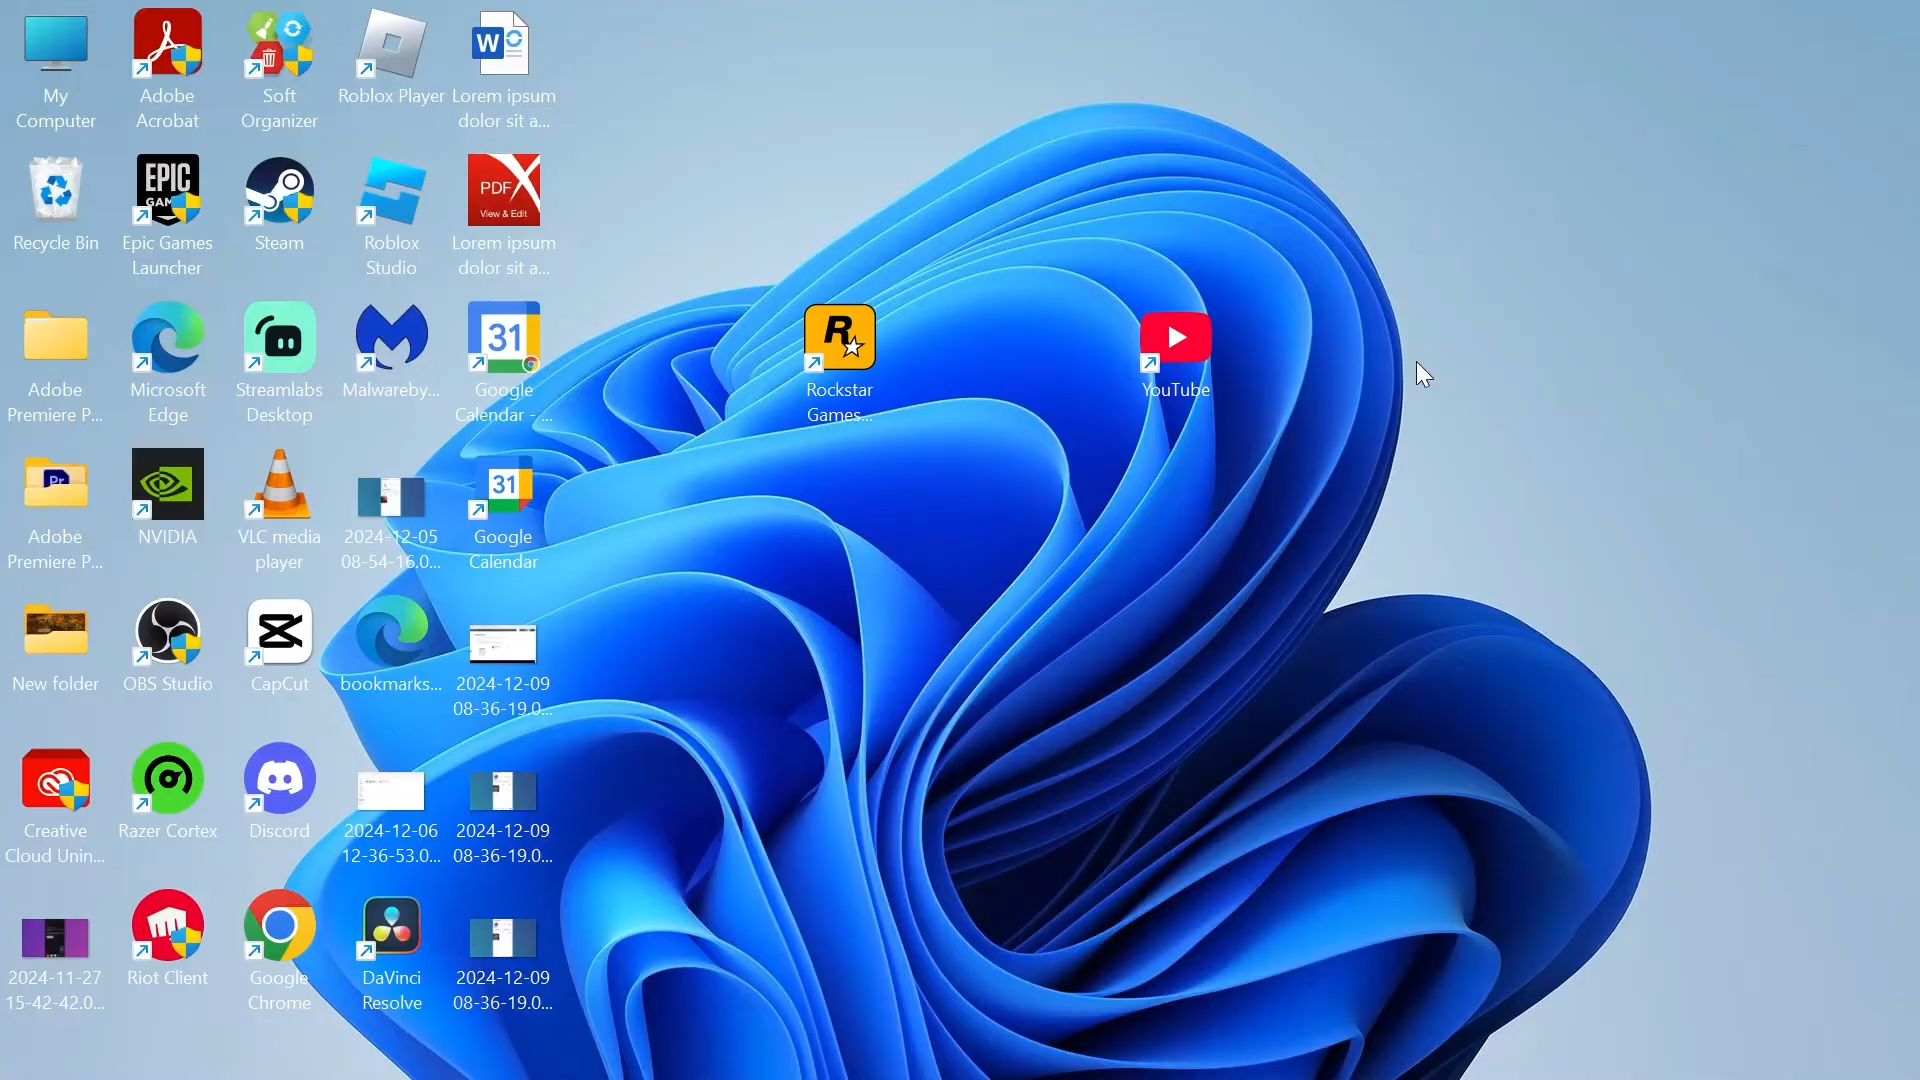 My
Computer
Adobe
Acrobat
Soft
Organizer
Roblox Player
W
Lorem ipsum
dolor sit a...
Recycle Bin
EPIC
GAM
Epic Games
Launcher
Steam
Roblox
Studio
PDF
View & Edit
Lorem ipsum
dolor sit a...
Adobe
Premiere P...
Microsoft
Edge
Streamlabs
Desktop
Malwareby...
31
Google
Calendar - ...
R
Rockstar
Games...
YouTube
Pr
Adobe
Premiere P...
NVIDIA
VLC media
player
2024-12-05
08-54-16.0...
31
Google
Calendar
New folder
OBS Studio
CapCut
bookmarks...
2024-12-09
08-36-19.0...
Creative
Cloud Unin...
Razer Cortex
Discord
2024-12-06
12-36-53.0...
2024-12-09
08-36-19.0...
2024-11-27
15-42-42.0...
Riot Client
Google
Chrome
DaVinci
Resolve
2024-12-09
08-36-19.0...